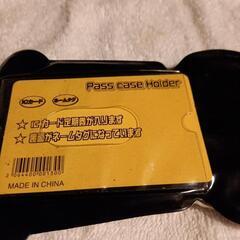 Pass case Holder
ICカード
ネームタグ
☆ ICカード定期券が入ります
☆ 裏面がネームタグになっています
MADE IN CHINA